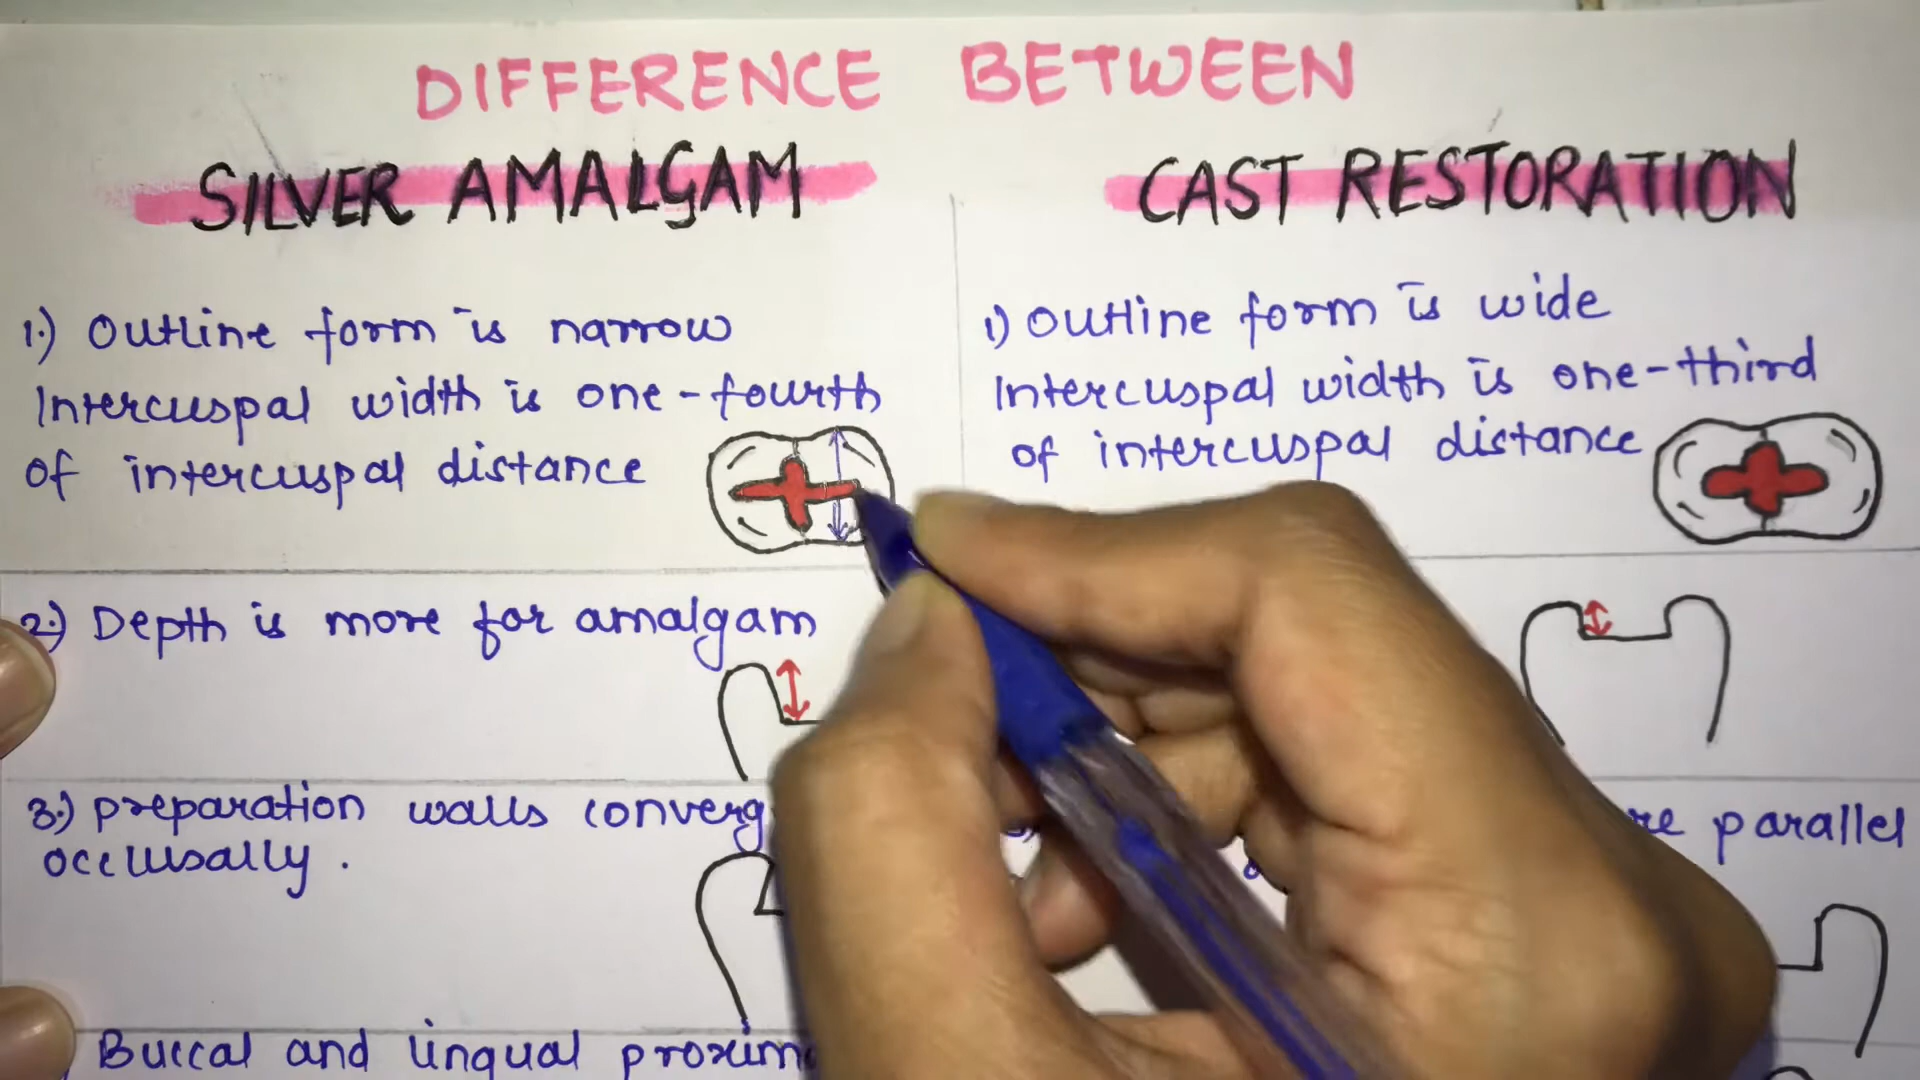 DIFFERENCE BETWEEN
SILVER AMALGAM
CAST RESTORATION
1.) Outline form is narrow
Intercuspal width is one-fourth
of intercuspal distance
1) Outline form is wide
Intercuspal width is one-third
of intercuspal distance
2.) Depth is more for amalgam
3.) preparation walls converg
occlusally.
parallel
Buccal and lingual proxim